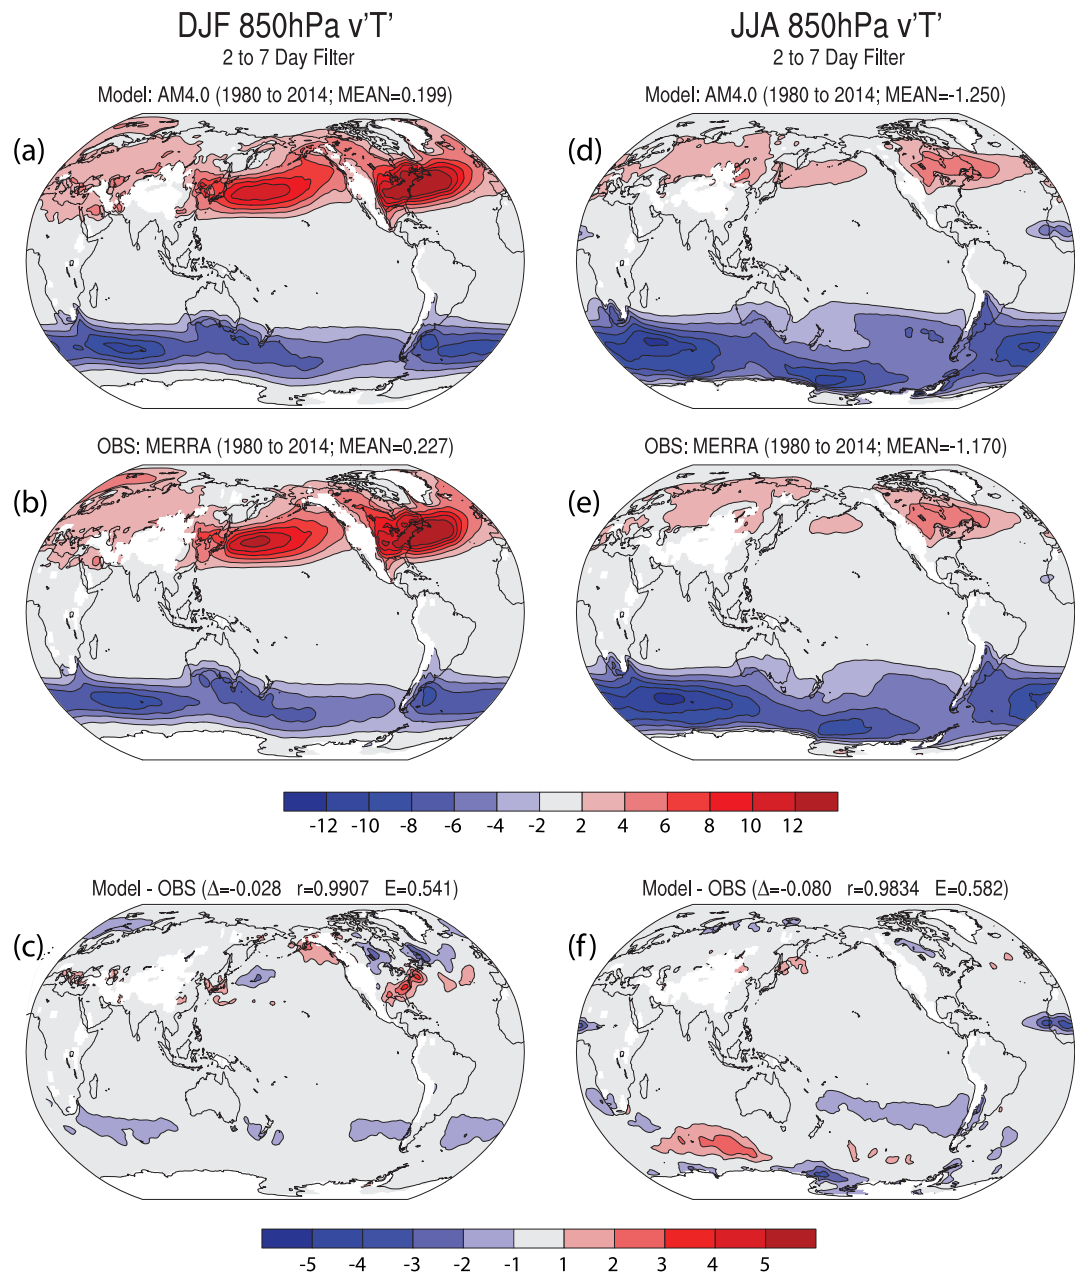 DJF 850hPa v'T'
2 to 7 Day Filter
Model: AM4.0 (1980 to 2014; MEAN=0.199)
(a)
OBS: MERRA (1980 to 2014; MEAN=0.227)
(b)
JJA 850hPa v'T'
2 to 7 Day Filter
Model: AM4.0 (1980 to 2014; MEAN=-1.250)
(d)
OBS: MERRA (1980 to 2014; MEAN=-1.170)
(e)
-12 -10 -8 -6 -4 -2 2 4 6 8 10 12
Model - OBS (Δ=-0.028 r=0.9907 E=0.541)
(c)
Model - OBS (Δ=-0.080 r=0.9834 E=0.582)
(f)
-5 -4 -3 -2 -1 1 2 3 4 5